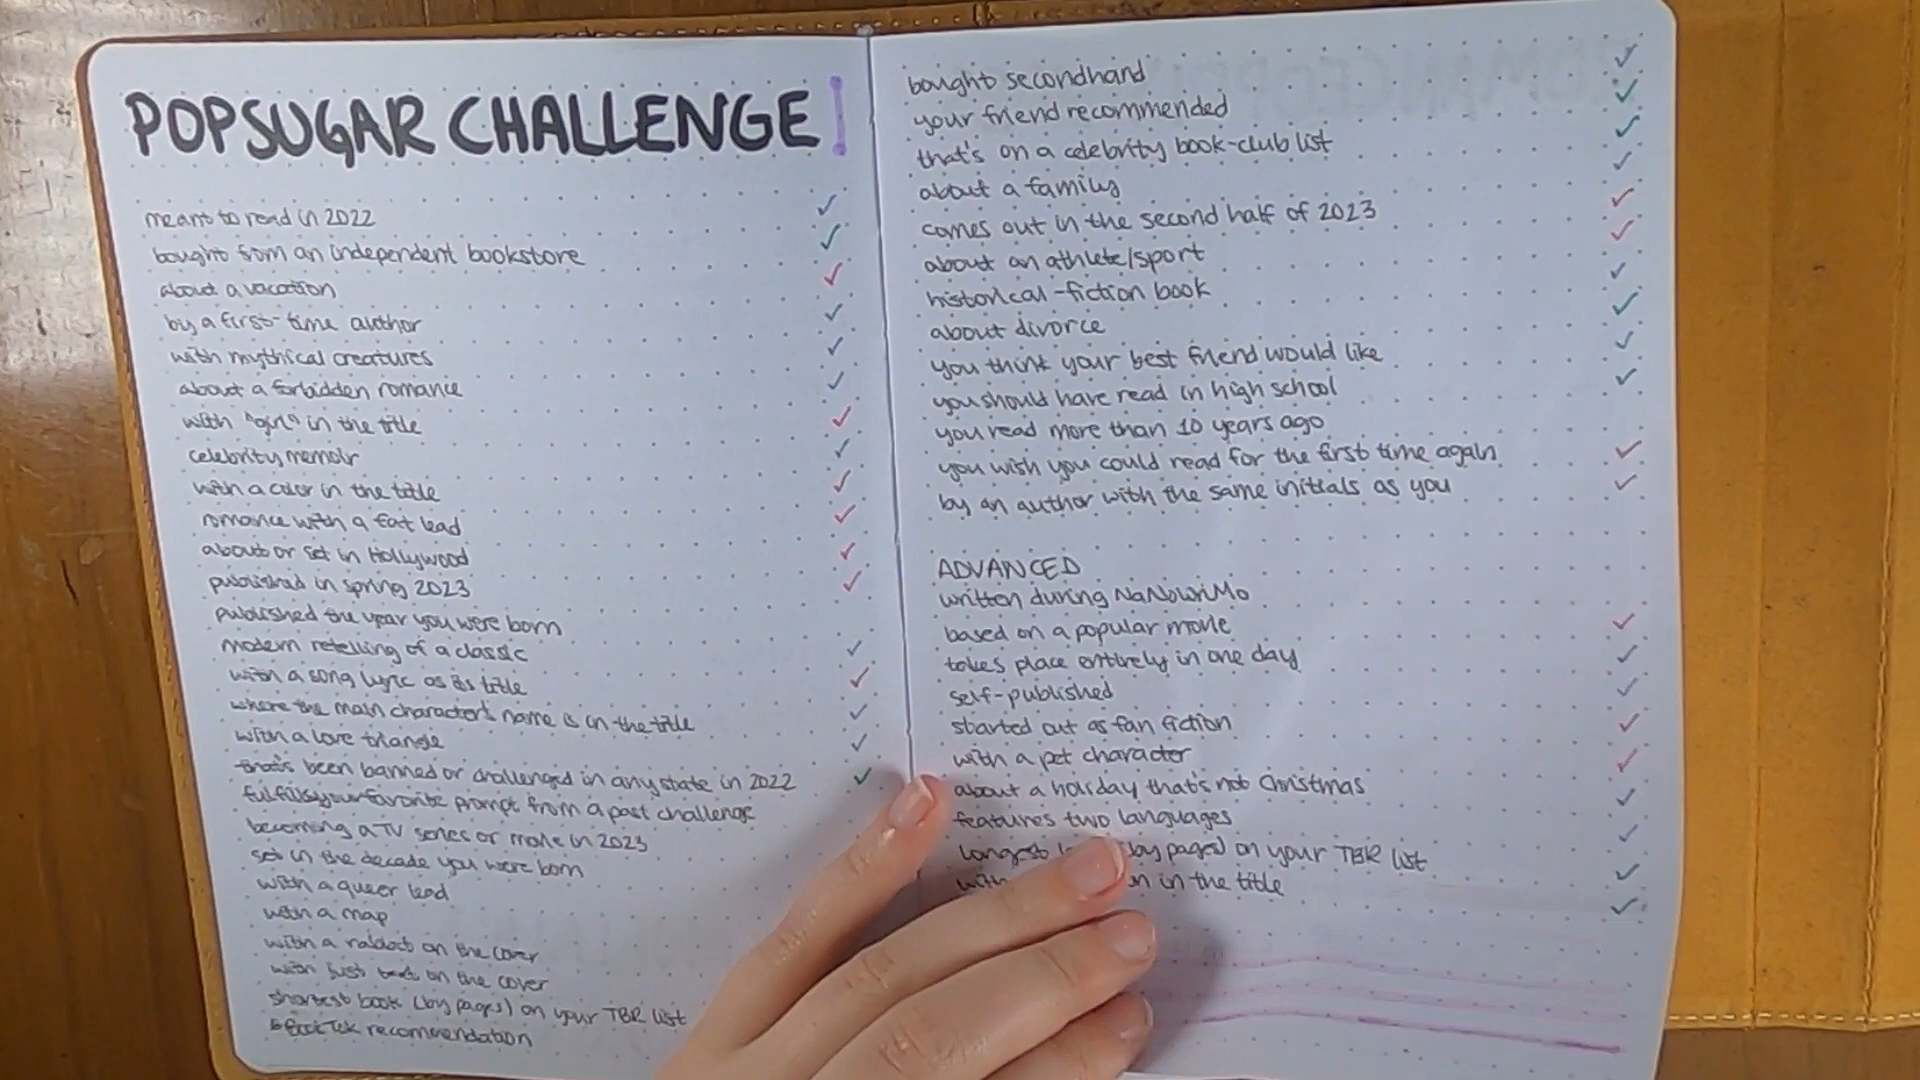 POPSUGAR CHALLENGE!
meant to read in 2022
bought from an independent bookstore
about a vacation
by a first-time author
with mythical creatures
about a forbidden romance
with "girl" in the title
celebrity memoir
with a color in the title
romance with a fat lead
about or set in Hollywood
published in spring 2023
published the year you were born
modern retelling of a classic
with a song lyric as its title
where the main character's name is in the title
with a love triangle
that's been banned or challenged in any state in 2022
fulfills your favorite prompt from a past challenge
becoming a TV series or movie in 2023
set in the decade you were born
with a queer lead
with a map
with a rabbit on the cover
with just text on the cover
shortest book (by pages) on your TBR list
BookTok recommendation
bought secondhand
your friend recommended
that's on a celebrity book-club list
about a family
comes out in the second half of 2023
about an athlete/sport
historical-fiction book
about divorce
you think your best friend would like
you should have read in high school
you read more than 10 years ago
you wish you could read for the first time again
by an author with the same initials as you
ADVANCED
written during NaNoWriMo
based on a popular movie
takes place entirely in one day
self-published
started out as fan fiction
with a pet character
about a holiday that's not Christmas
features two languages
longest by pages) on your TBR list
with in the title